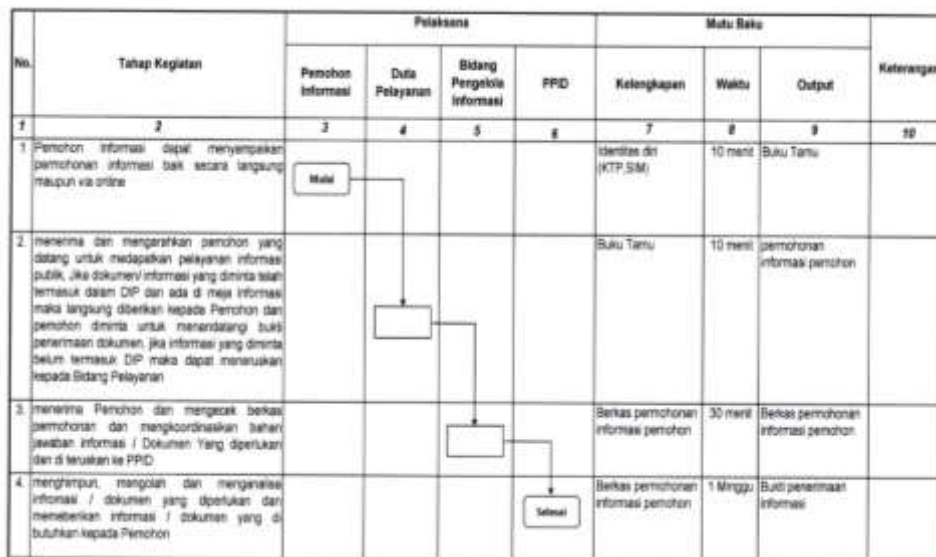 Pelaksana
Mutu Baku
No.
Tahap Kegiatan
Keterangan
Pemohon
Informasi
Duta
Pelayanan
Bidang
Pengelola
Informasi
PPID
Kelengkapan
Waktu
Output
1
2
3
4
5
6
7
8
9
10
1. Pemohon informasi dapat menyampaikan
permohonan informasi baik secara langsung
maupun via online
Mulai
Identitas diri
(KTP,SIM)
10 menit
Buku Tamu
2. menerima dan mengarahkan pemohon yang
datang untuk medapatkan pelayanan informasi
publik, Jika dokumen/ informasi yang diminta telah
termasuk dalam DIP dan ada di meja informasi
maka langsung diberikan kepada Pemohon dan
pemohon diminta untuk menandatangi bukti
penerimaan dokumen, jika informasi yang diminta
belum termasuk DIP maka dapat meneruskan
kepada Bidang Pelayanan
Buku Tamu
10 menit
permohonan
informasi pemohon
3. menerima Pemohon dan mengecek berkas
permohonan dan mengkoordinasikan bahan
jawaban informasi / Dokumen Yang diperlukan
dan di teruskan ke PPID
Berkas permohonan
informasi pemohon
30 menit
Berkas permohonan
informasi pemohon
4. menghimpun, mengolah dan menganalisa
infromasi / dokumen yang diperlukan dan
memeberikan informasi / dokumen yang di
butuhkan kepada Pemohon
Selesai
Berkas permohonan
informasi pemohon
1 Minggu
Bukti penerimaan
informasi